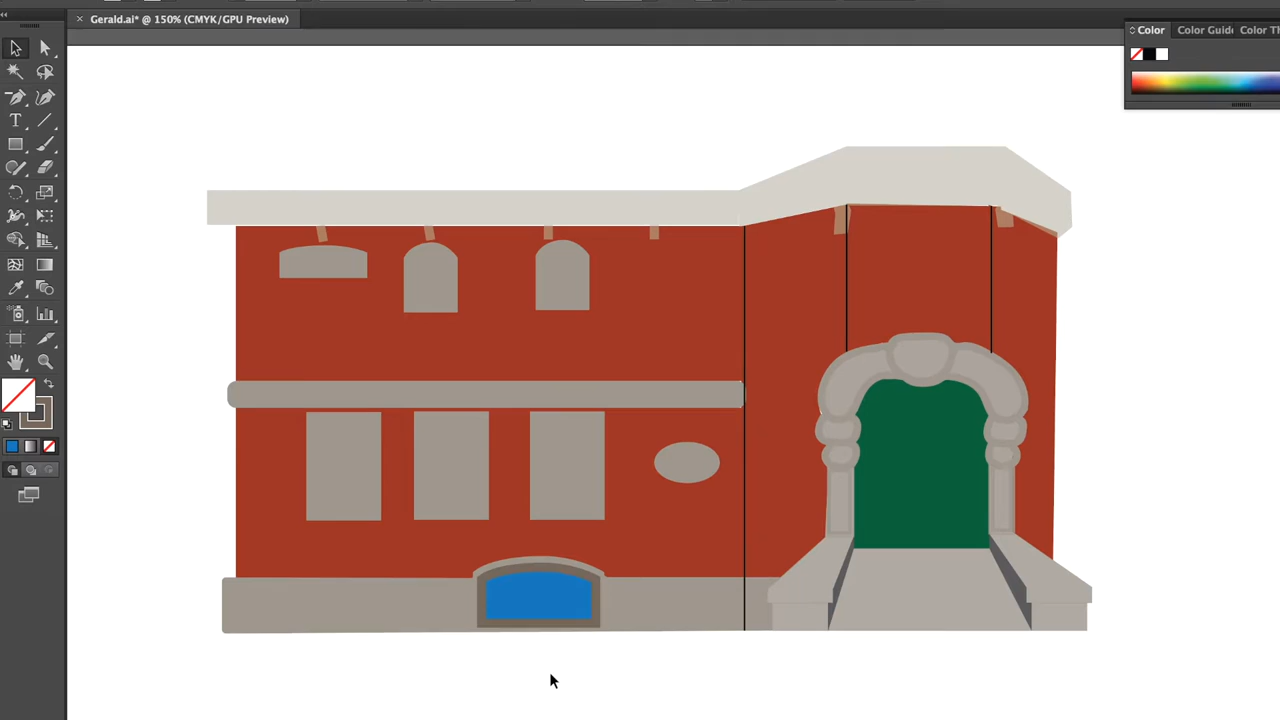 Gerald.ai* @ 150% (CMYK/GPU Preview)
Color
Color Guid
Color Th
T